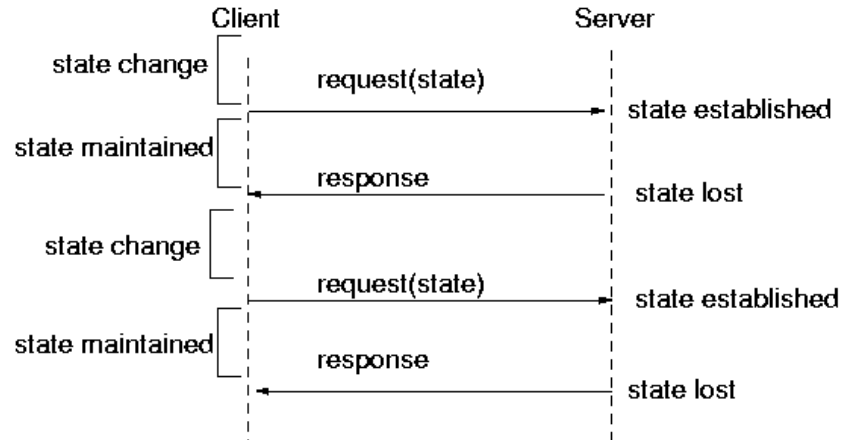 Client
Server
state change
request(state)
state established
state maintained
response
state lost
state change
request(state)
state established
state maintained
response
state lost